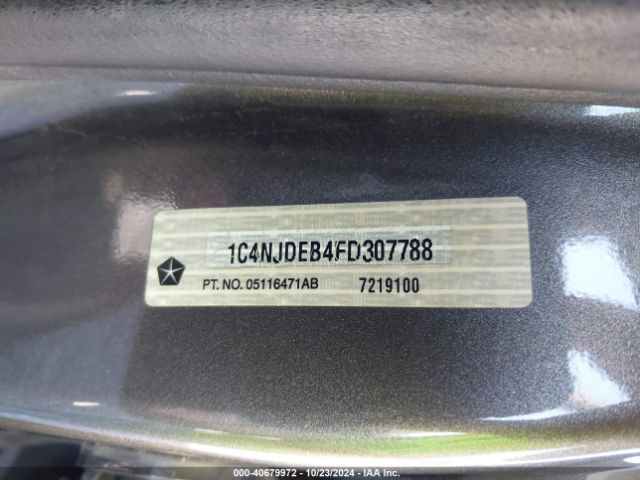 1C4NJDEB4FD307788
PT. NO. 05116471AB 7219100
000-40679972 - 10/23/2024 - IAA Inc.